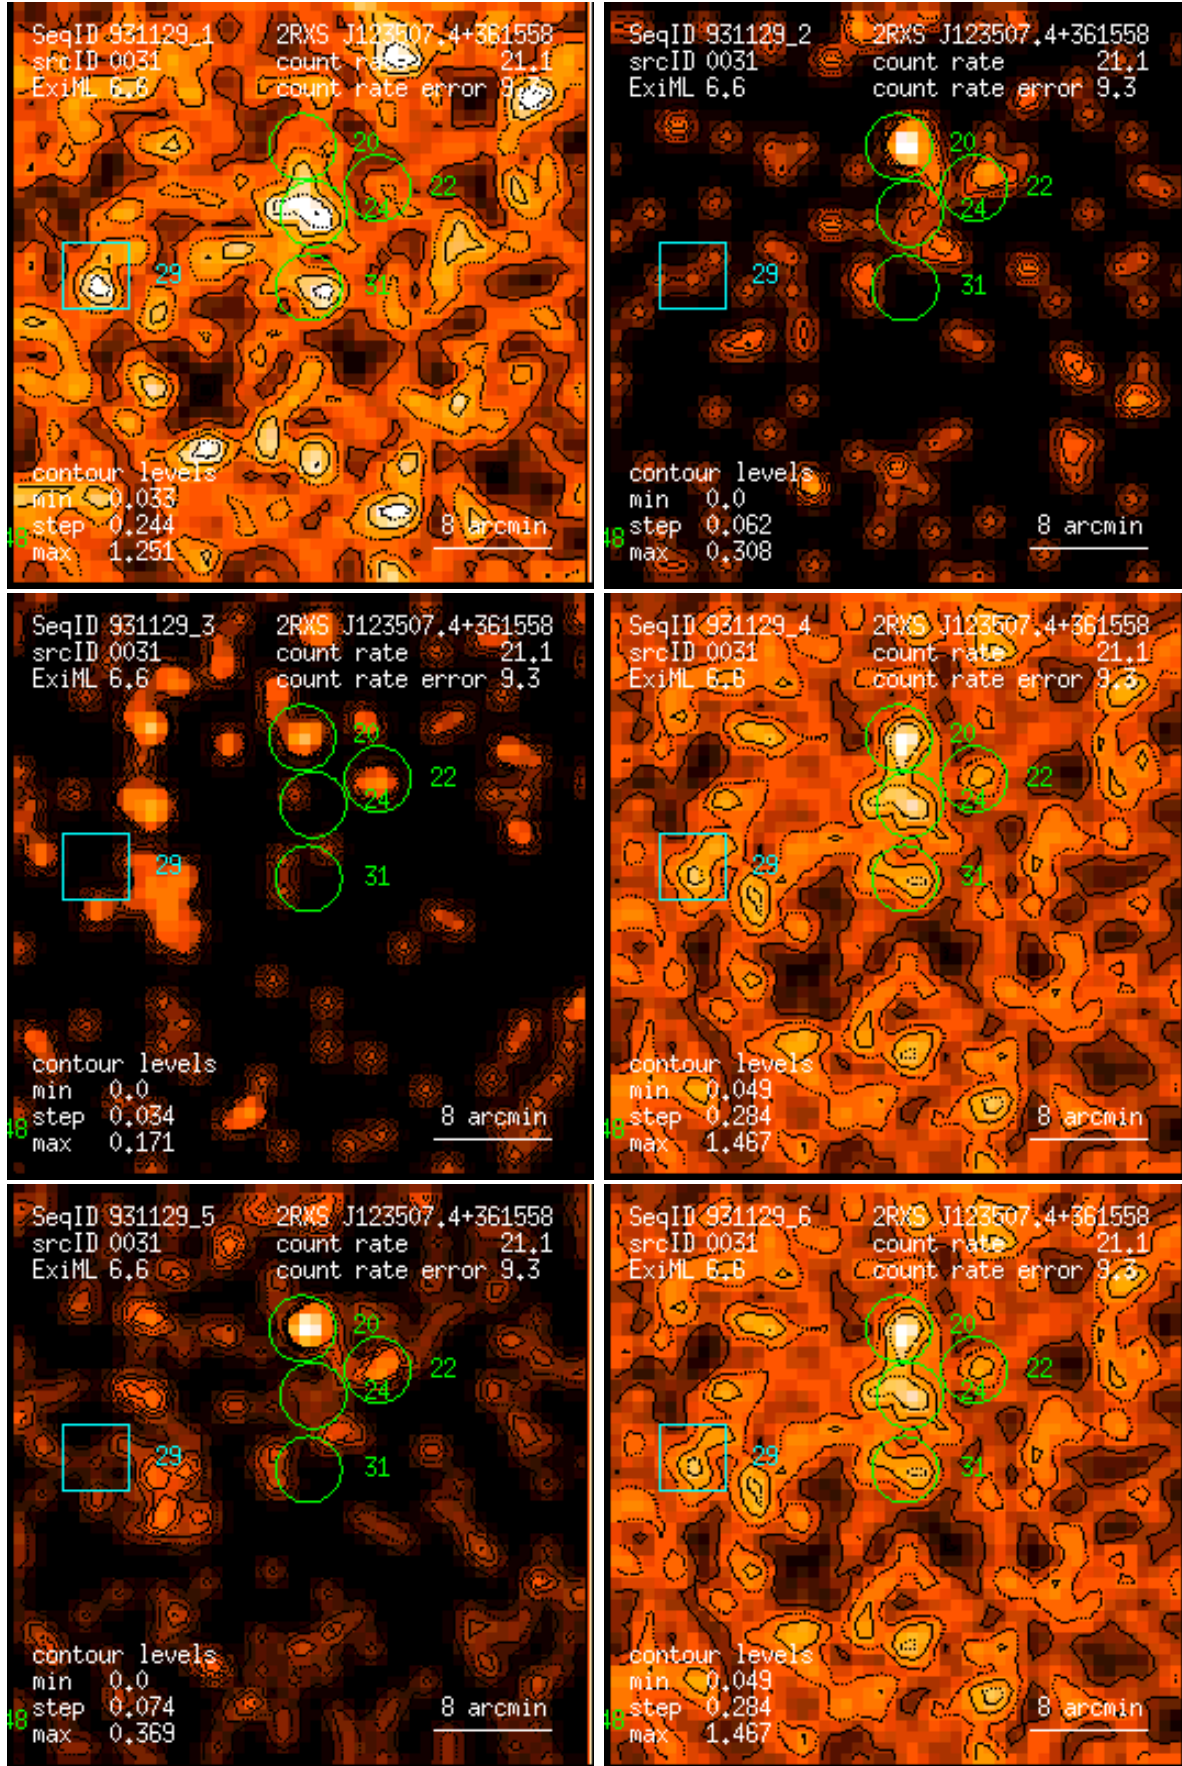 SeqID 931129_1 2RXS J123507.4+361558
srcID 0031 count rate 21.1
ExiML 6.6 count rate error 9.3
20
22
24
29
31
contour levels
min 0.033
step 0.244
max 1.251
8 arcmin
48
SeqID 931129_2 2RXS J123507.4+361558
srcID 0031 count rate 21.1
ExiML 6.6 count rate error 9.3
20
22
24
29
31
contour levels
min 0.0
step 0.062
max 0.308
8 arcmin
48
SeqID 931129_3 2RXS J123507.4+361558
srcID 0031 count rate 21.1
ExiML 6.6 count rate error 9.3
20
22
24
29
31
contour levels
min 0.0
step 0.034
max 0.171
8 arcmin
48
SeqID 931129_4 2RXS J123507.4+361558
srcID 0031 count rate 21.1
ExiML 6.6 count rate error 9.3
20
22
24
29
31
contour levels
min 0.049
step 0.284
max 1.467
8 arcmin
48
SeqID 931129_5 2RXS J123507.4+361558
srcID 0031 count rate 21.1
ExiML 6.6 count rate error 9.3
20
22
24
29
31
contour levels
min 0.0
step 0.074
max 0.369
8 arcmin
48
SeqID 931129_6 2RXS J123507.4+361558
srcID 0031 count rate 21.1
ExiML 6.6 count rate error 9.3
20
22
24
29
31
contour levels
min 0.049
step 0.284
max 1.467
8 arcmin
48